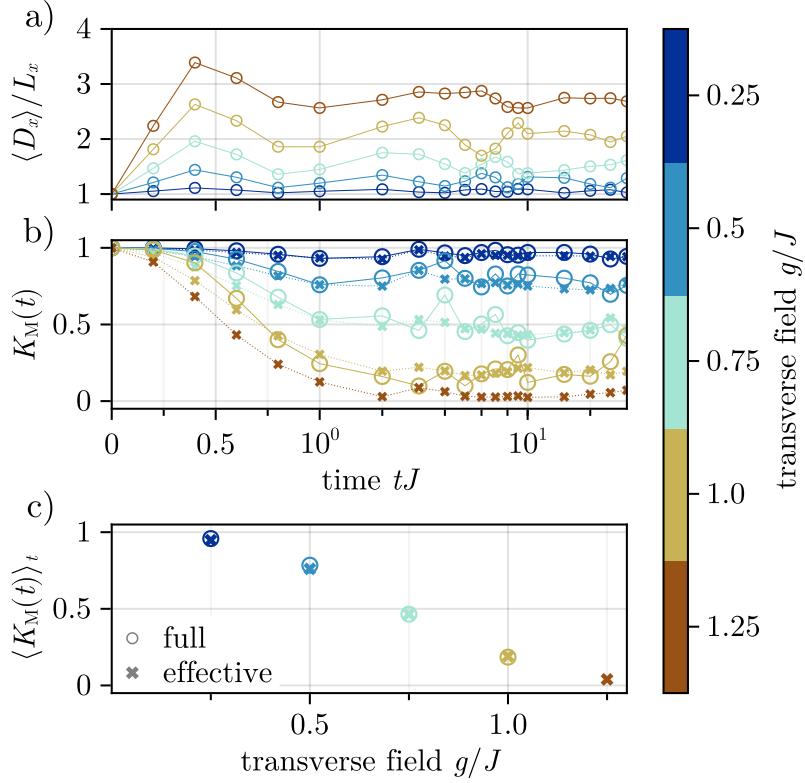 a)
4
3
2
1
⟨D_x⟩/L_x
b)
1
0.5
0
K_M(t)
0
0.5
10^0
10^1
time tJ
c)
1
0.5
0
⟨K_M(t)⟩_t
full
effective
0.5
1.0
transverse field g/J
0.25
0.5
0.75
1.0
1.25
transverse field g/J